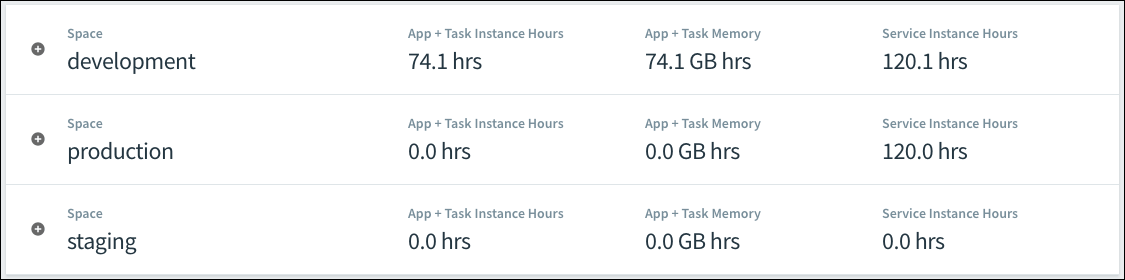 Space App + Task Instance Hours App + Task Memory Service Instance Hours
development 74.1 hrs 74.1 GB hrs 120.1 hrs
Space App + Task Instance Hours App + Task Memory Service Instance Hours
production 0.0 hrs 0.0 GB hrs 120.0 hrs
Space App + Task Instance Hours App + Task Memory Service Instance Hours
staging 0.0 hrs 0.0 GB hrs 0.0 hrs